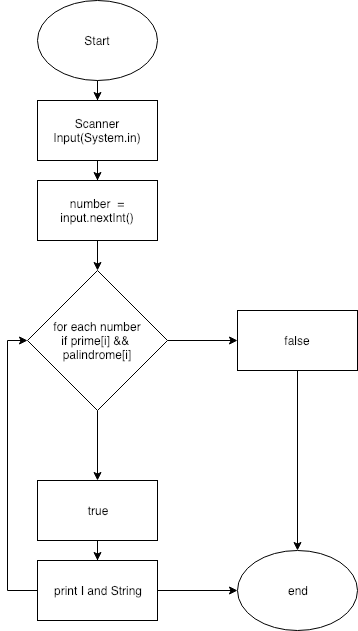 Start
Scanner
Input(System.in)
number  =
input.nextInt()
for each number
if prime[i] &&
palindrome[i]
false
true
print I and String
end